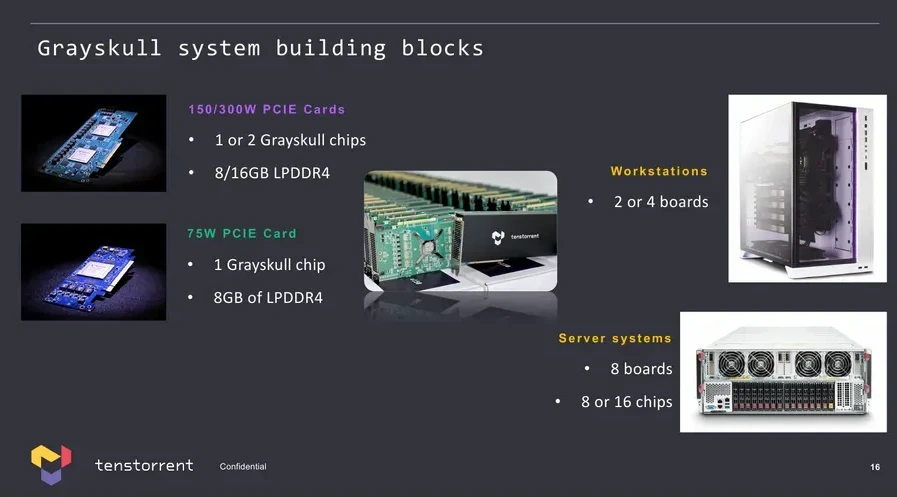 Grayskull system building blocks
150/300W PCIE Cards
• 1 or 2 Grayskull chips
• 8/16GB LPDDR4
75W PCIE Card
• 1 Grayskull chip
• 8GB of LPDDR4
tenstorrent
Workstations
• 2 or 4 boards
Server systems
• 8 boards
• 8 or 16 chips
tenstorrent
Confidential
16